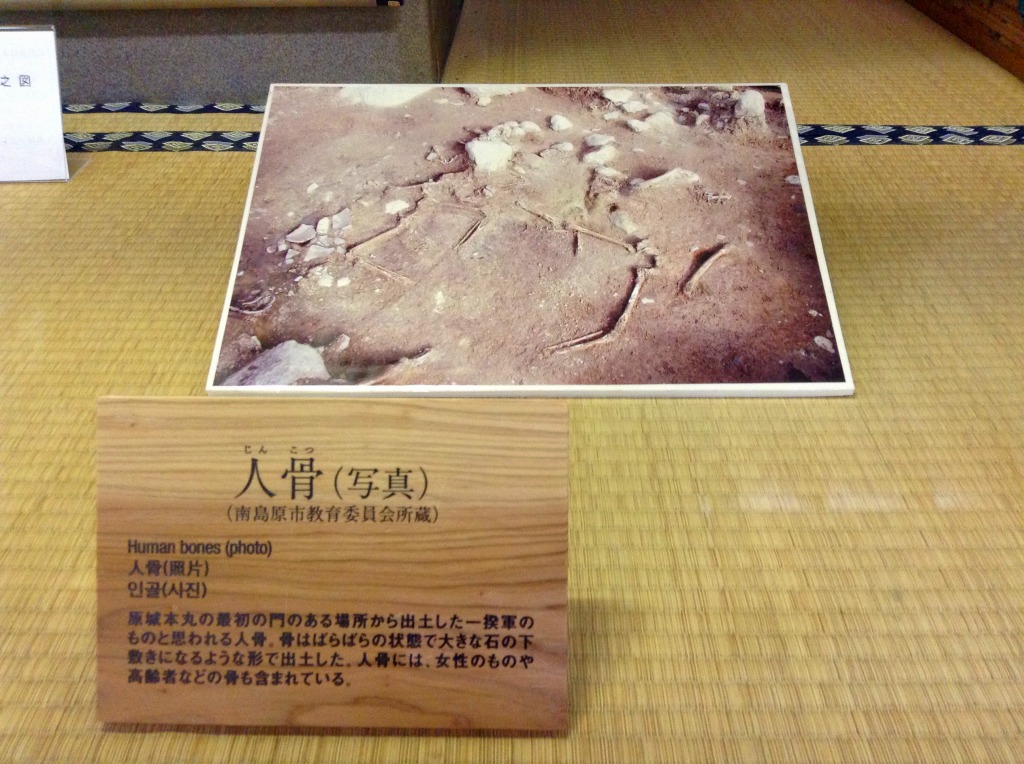 之図
じん こつ
人骨(写真)
(南島原市教育委員会所蔵)
Human bones (photo)
人骨(照片)
인골(사진)
原城本丸の最初の門のある場所から出土した一揆軍の
ものと思われる人骨。骨はばらばらの状態で大きな石の下
敷きになるような形で出土した。人骨には、女性のものや
高齢者などの骨も含まれている。